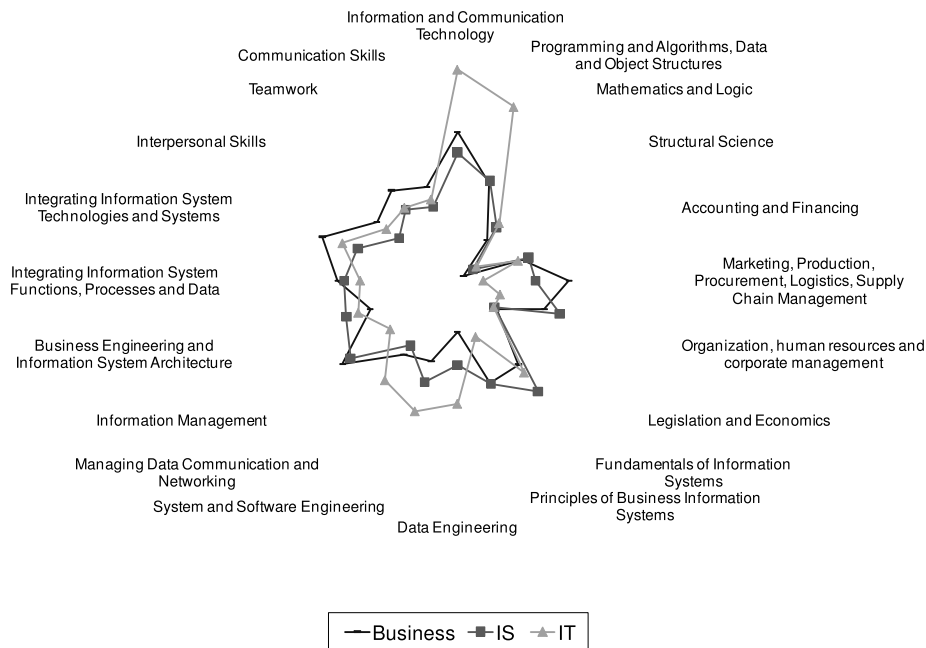 Information and Communication
Technology
Programming and Algorithms, Data
and Object Structures
Mathematics and Logic
Structural Science
Accounting and Financing
Marketing, Production,
Procurement, Logistics, Supply
Chain Management
Organization, human resources and
corporate management
Legislation and Economics
Fundamentals of Information
Systems
Principles of Business Information
Systems
Data Engineering
System and Software Engineering
Managing Data Communication and
Networking
Information Management
Business Engineering and
Information System Architecture
Integrating Information System
Functions, Processes and Data
Integrating Information System
Technologies and Systems
Interpersonal Skills
Teamwork
Communication Skills
Business IS IT